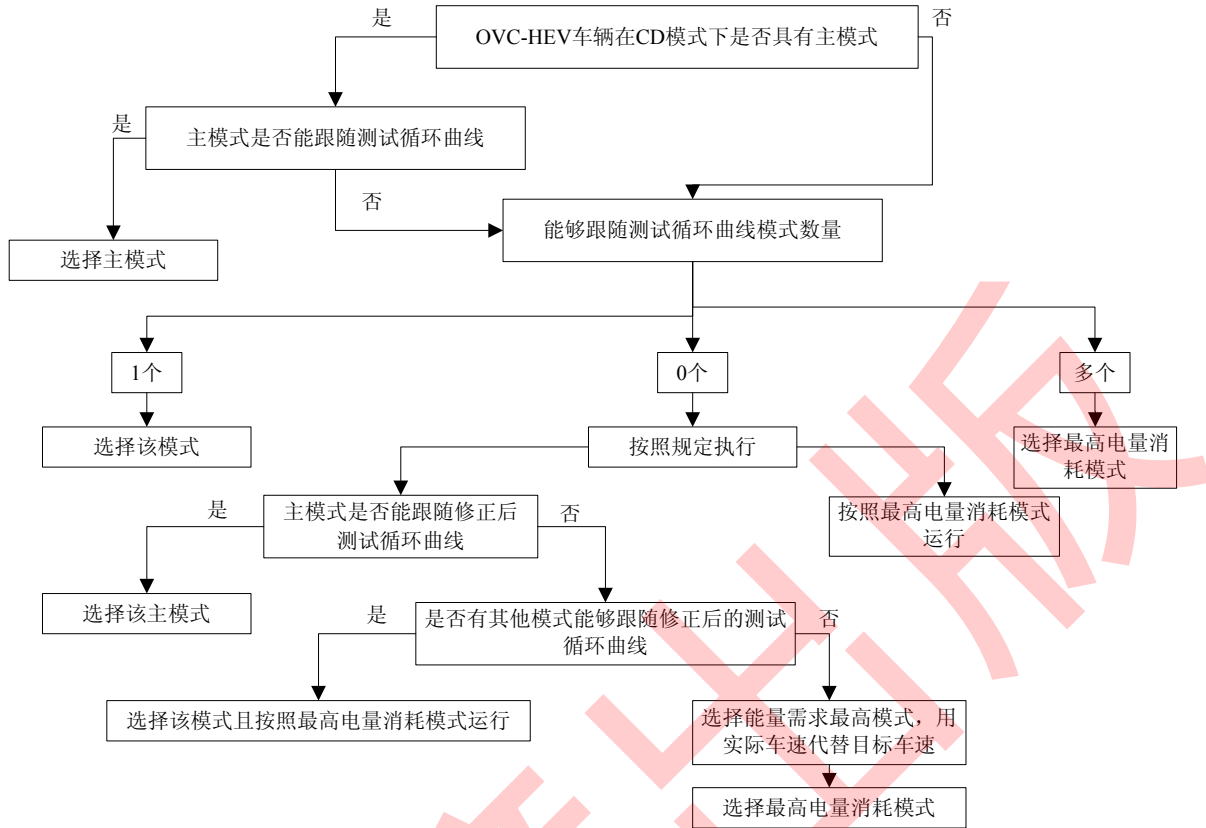 是
否
OVC-HEV车辆在CD模式下是否具有主模式
是
主模式是否能跟随测试循环曲线
否
能够跟随测试循环曲线模式数量
选择主模式
1个
0个
多个
选择该模式
按照规定执行
选择最高电量消
耗模式
是
主模式是否能跟随修正后
测试循环曲线
否
按照最高电量消耗模式
运行
选择该主模式
是
是否有其他模式能够跟随修正后的测试
循环曲线
否
选择该模式且按照最高电量消耗模式运行
选择能量需求最高模式，用
实际车速代替目标车速
选择最高电量消耗模式
出版